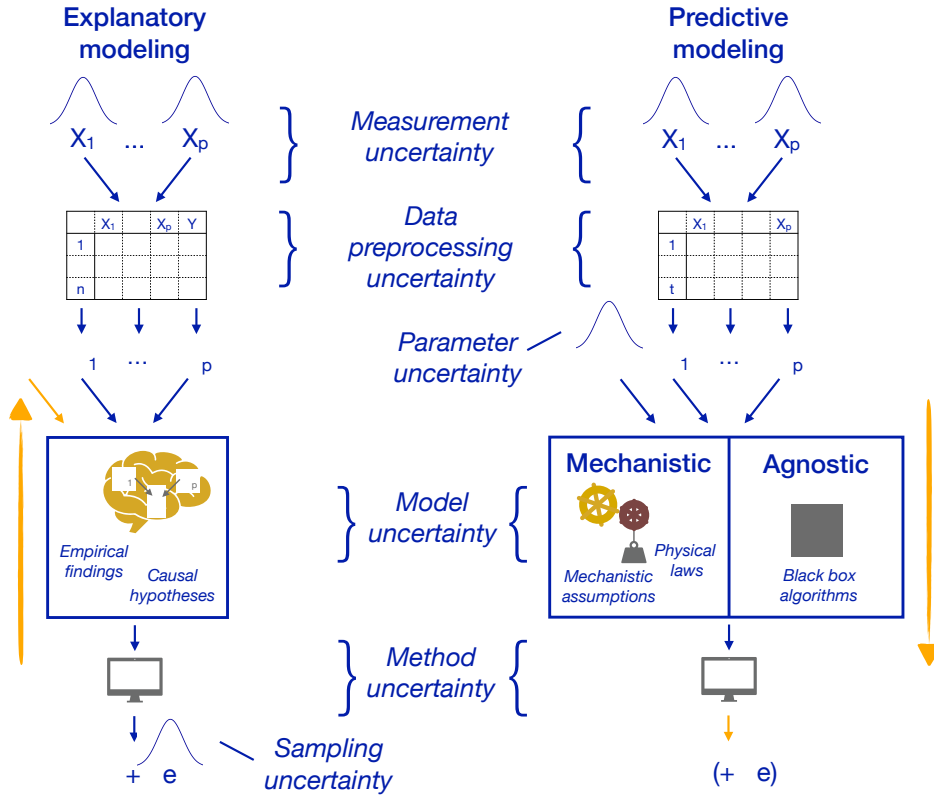 Explanatory
modeling
Predictive
modeling
X1 ... Xp
Measurement
uncertainty
X1 ... Xp
X1 Xp Y
1
n
Data
preprocessing
uncertainty
X1 Xp
1
t
Parameter
uncertainty
1 ... p
1 ... p
1 p
Empirical
findings
Causal
hypotheses
Model
uncertainty
Mechanistic
Physical
laws
Mechanistic
assumptions
Agnostic
Black box
algorithms
Method
uncertainty
Sampling
uncertainty
+ e
(+ e)